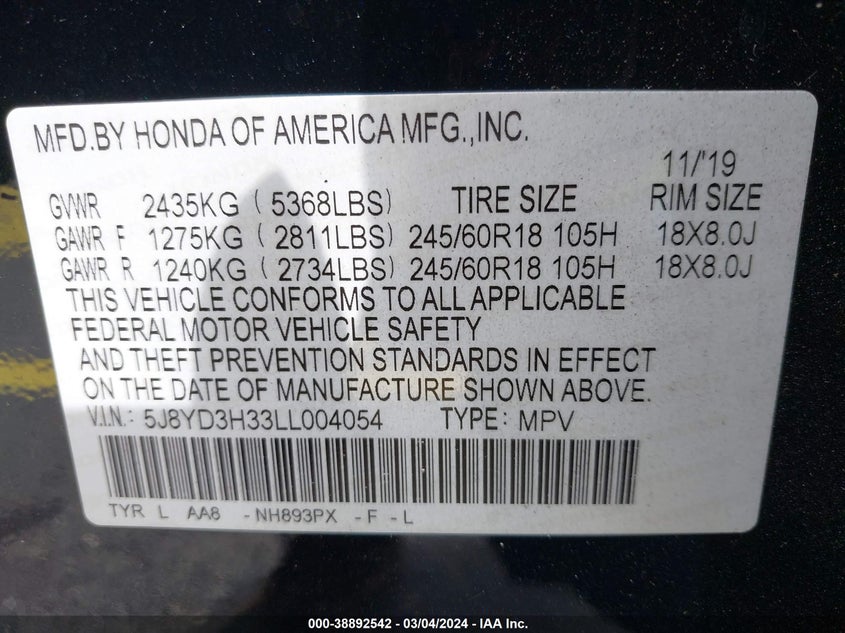 MFD.BY HONDA OF AMERICA MFG.,INC.
11/'19
GVWR 2435KG ( 5368LBS) TIRE SIZE RIM SIZE
GAWR F 1275KG ( 2811LBS) 245/60R18 105H 18X8.0J
GAWR R 1240KG ( 2734LBS) 245/60R18 105H 18X8.0J
THIS VEHICLE CONFORMS TO ALL APPLICABLE
FEDERAL MOTOR VEHICLE SAFETY
AND THEFT PREVENTION STANDARDS IN EFFECT
ON THE DATE OF MANUFACTURE SHOWN ABOVE.
V.I.N.: 5J8YD3H33LL004054 TYPE: MPV
TYR L AA8 -NH893PX -F -L
000-38892542 - 03/04/2024 - IAA Inc.